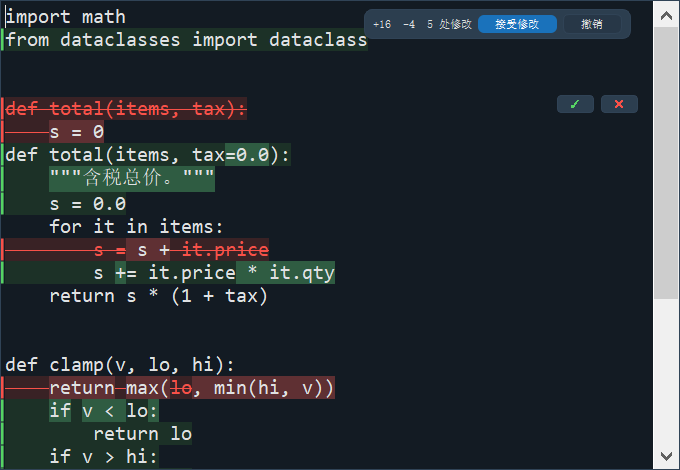 import math
+16 -4 5 处修改 接受修改 撤销
from dataclasses import dataclass
def total(items, tax):
✓ ✕
    s = 0
def total(items, tax=0.0):
    """含税总价。"""
    s = 0.0
    for it in items:
        s = s + it.price
        s += it.price * it.qty
    return s * (1 + tax)
def clamp(v, lo, hi):
    return max(lo, min(hi, v))
    if v < lo:
        return lo
    if v > hi: